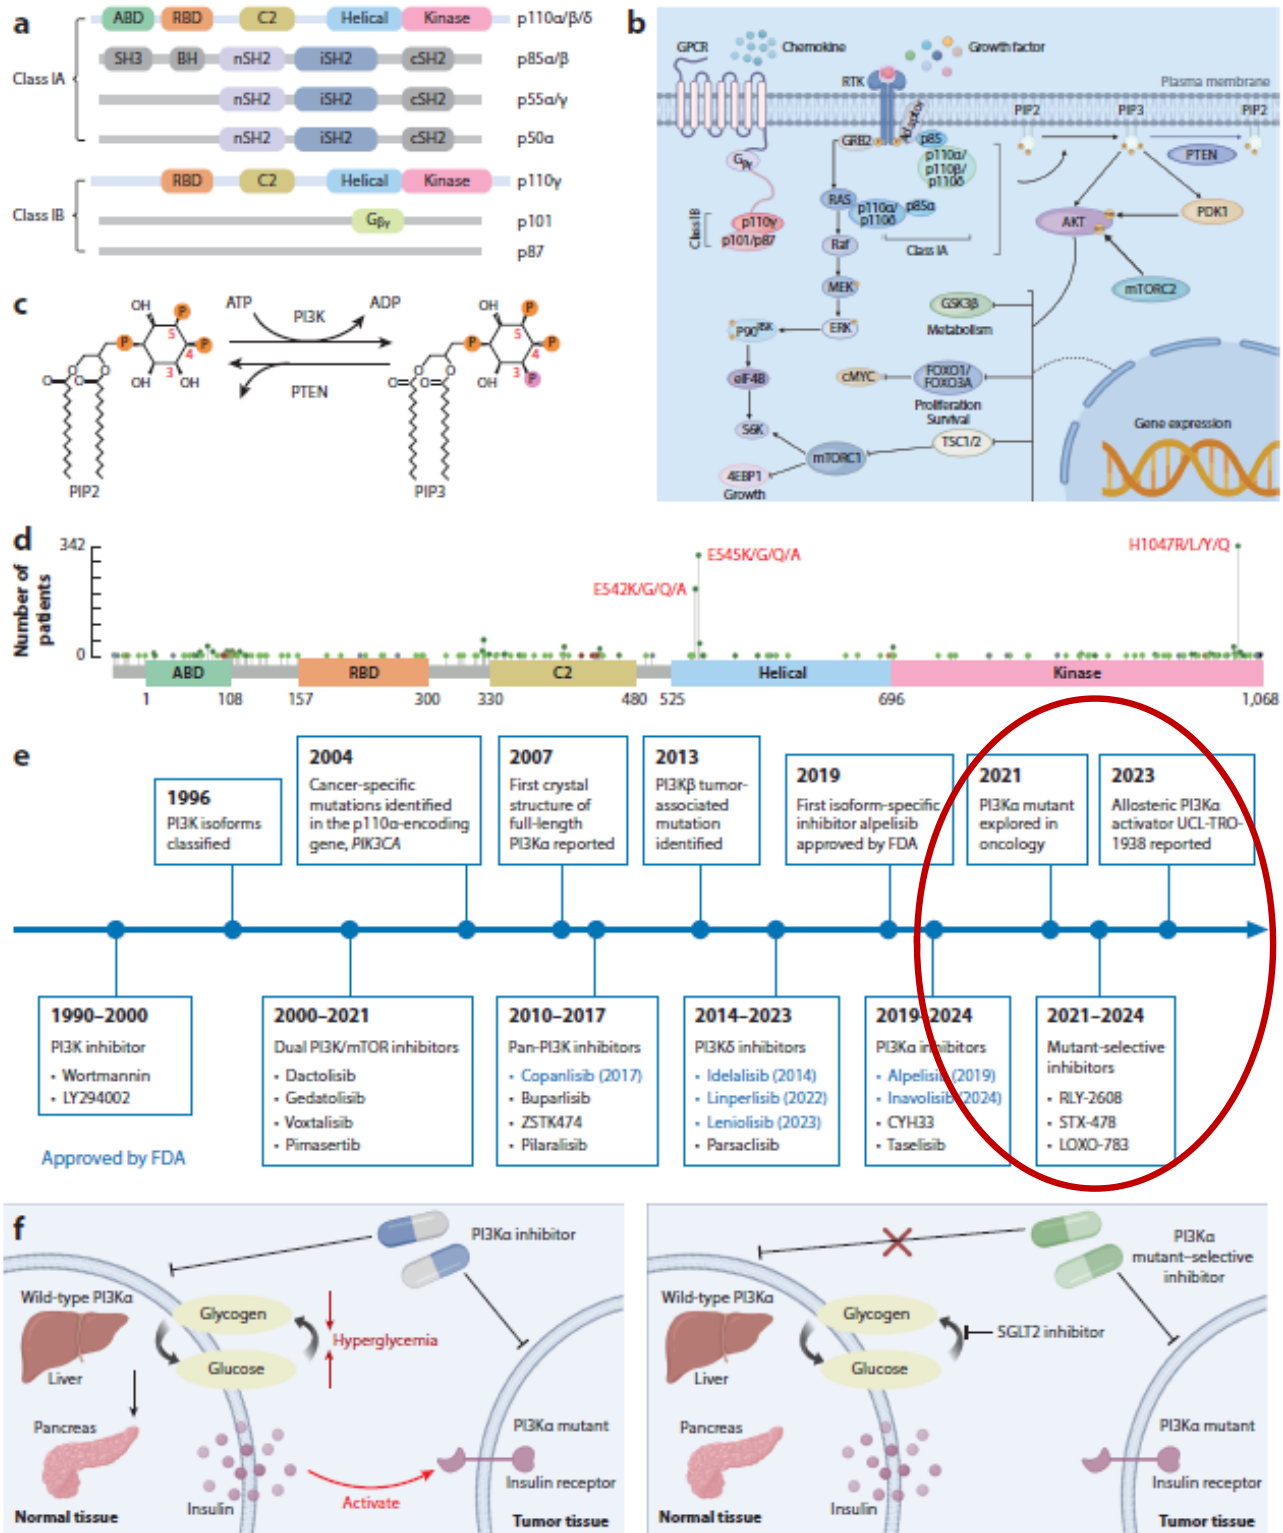 a
ABD RBD C2 Helical Kinase p110α/β/δ
SH3 BH nSH2 iSH2 cSH2 p85α/β
Class IA
nSH2 iSH2 cSH2 p55α/γ
nSH2 iSH2 cSH2 p50α
RBD C2 Helical Kinase p110γ
Class IB
Gβγ p101
p87
b
GPCR
Chemokine
Growth factor
RTK
Plasma membrane
Adaptor
PIP2 PIP3 PIP2
GRB2
p85
p110α/
p110β/
p110δ
PTEN
Gβγ
RAS
p110α/
p110δ
p85α
Class IB
p110γ
p101/p87
Class IA
AKT
PDK1
Raf
mTORC2
MEK
GSK3β
Metabolism
P90RSK
ERK
eIF4B
cMYC
FOXO1/
FOXO3A
Proliferation
Survival
Gene expression
S6K
TSC1/2
mTORC1
4EBP1
Growth
c
ATP ADP
PI3K
PTEN
OH P
5
P 4 P
3
OH OH
O O O O
PIP2
OH P
5
P 4 P
3
OH P
O O O O
PIP3
d
Number of
patients
342
0
E545K/G/Q/A
E542K/G/Q/A
H1047R/L/Y/Q
ABD RBD C2 Helical Kinase
1 108 157 300 330 480 525 696 1,068
e
1996
PI3K isoforms
classified
2004
Cancer-specific
mutations identified
in the p110α-encoding
gene, PIK3CA
2007
First crystal
structure of
full-length
PI3Kα reported
2013
PI3Kβ tumor-
associated
mutation
identified
2019
First isoform-specific
inhibitor alpelisib
approved by FDA
2021
PI3Kα mutant
explored in
oncology
2023
Allosteric PI3Kα
activator UCL-TRO-
1938 reported
1990–2000
PI3K inhibitor
• Wortmannin
• LY294002
2000–2021
Dual PI3K/mTOR inhibitors
• Dactolisib
• Gedatolisib
• Voxtalisib
• Pimasertib
2010–2017
Pan-PI3K inhibitors
• Copanlisib (2017)
• Buparlisib
• ZSTK474
• Pilaralisib
2014–2023
PI3Kδ inhibitors
• Idelalisib (2014)
• Linperlisib (2022)
• Leniolisib (2023)
• Parsaclisib
2019–2024
PI3Kα inhibitors
• Alpelisib (2019)
• Inavolisib (2024)
• CYH33
• Taselisib
2021–2024
Mutant-selective
inhibitors
• RLY-2608
• STX-478
• LOXO-783
Approved by FDA
f
PI3Kα inhibitor
Wild-type PI3Kα
Glycogen
Hyperglycemia
Glucose
Liver
Pancreas
PI3Kα mutant
Insulin receptor
Insulin
Activate
Normal tissue
Tumor tissue
PI3Kα
mutant–selective
inhibitor
Wild-type PI3Kα
Glycogen
SGLT2 inhibitor
Glucose
Liver
Pancreas
PI3Kα mutant
Insulin receptor
Insulin
Normal tissue
Tumor tissue